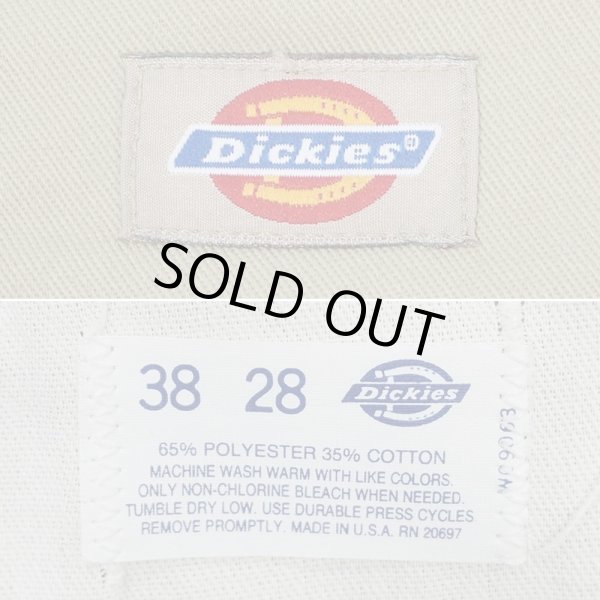 Dickies®
SOLD OUT
38 28 Dickies
65% POLYESTER 35% COTTON
MACHINE WASH WARM WITH LIKE COLORS.
ONLY NON-CHLORINE BLEACH WHEN NEEDED.
TUMBLE DRY LOW. USE DURABLE PRESS CYCLES
REMOVE PROMPTLY. MADE IN U.S.A. RN 20697